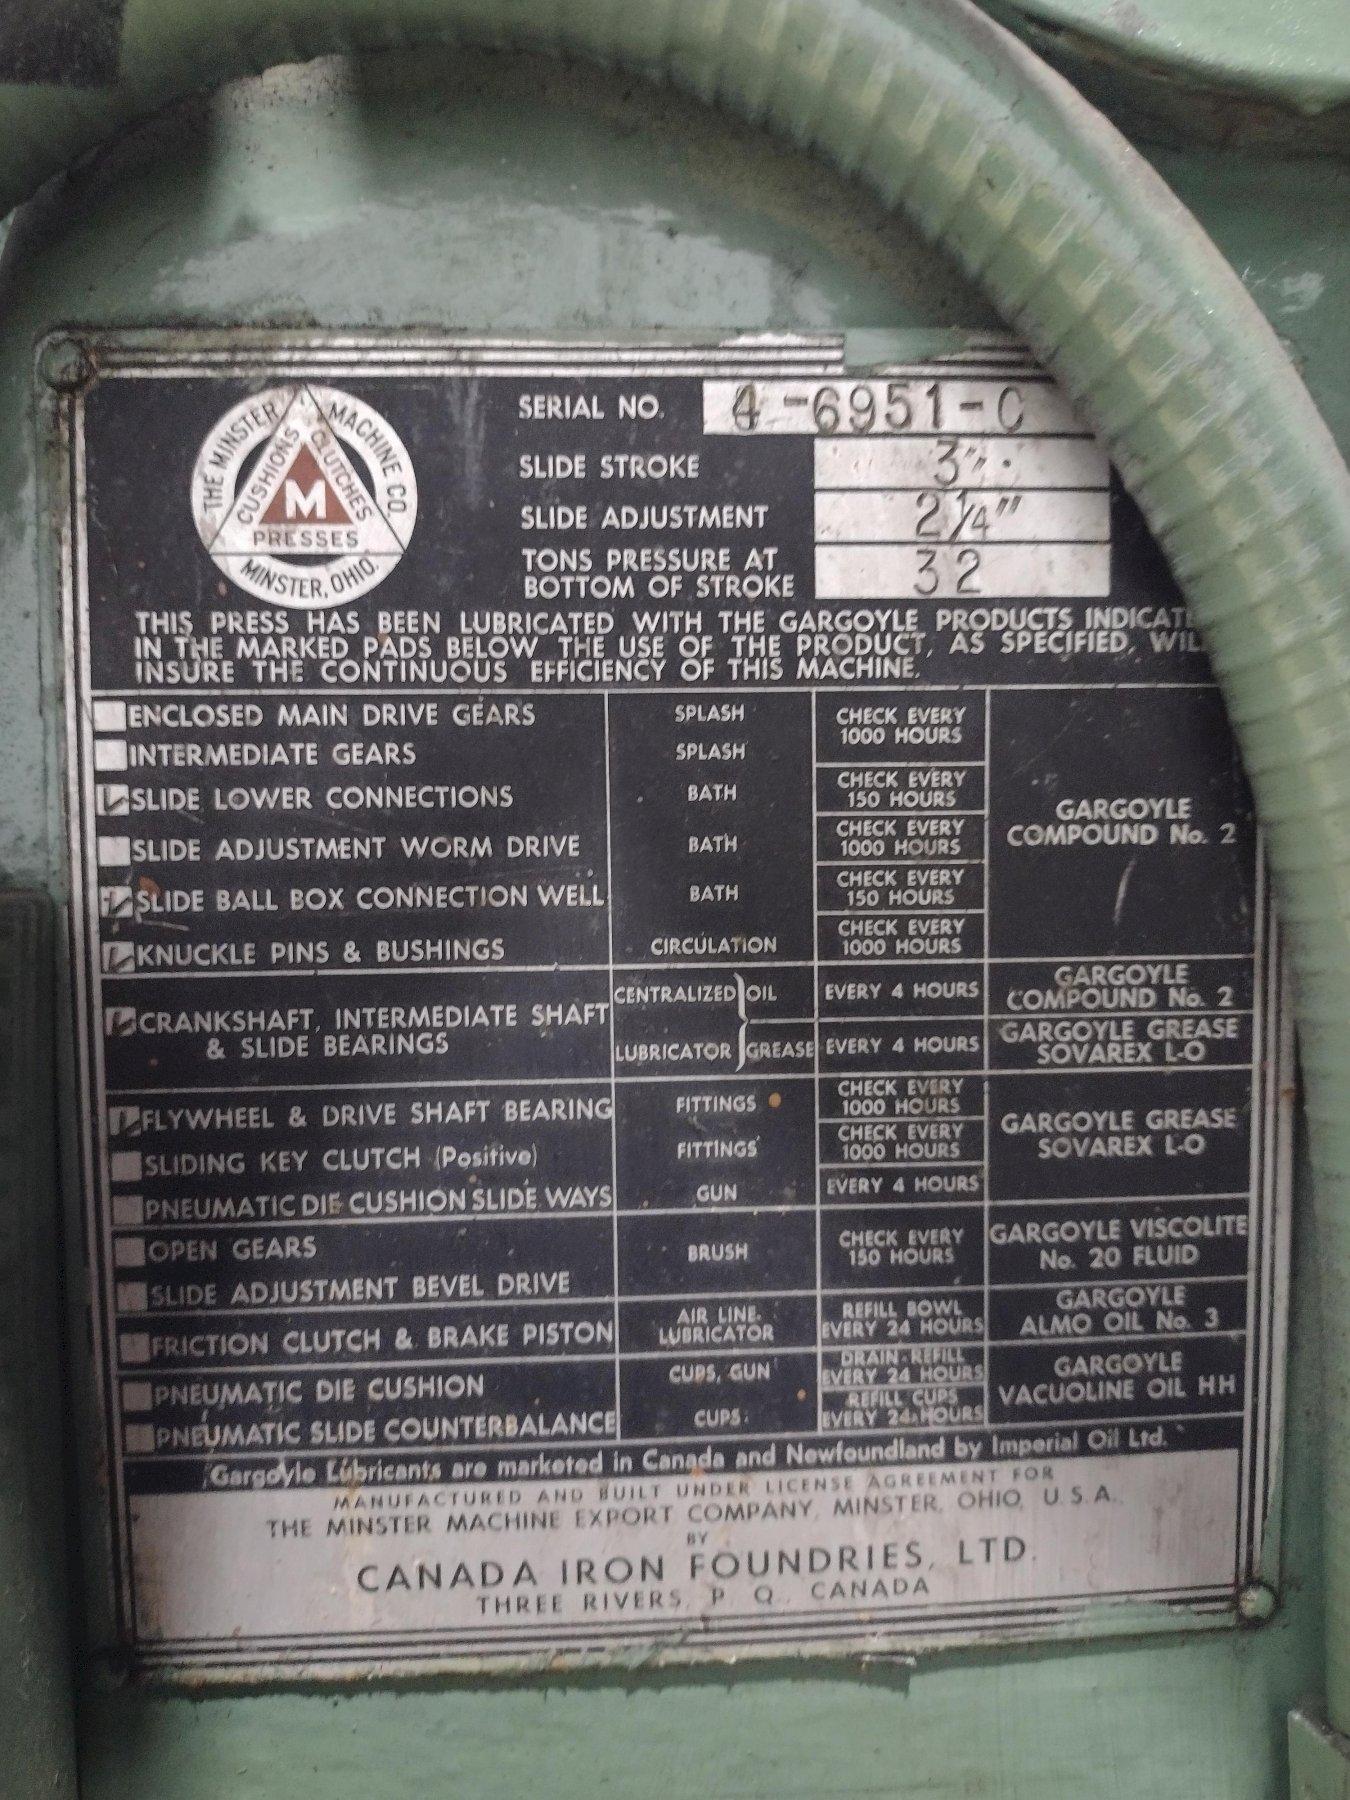 THE MINSTER MACHINE CO.
MINSTER, OHIO.
CUSHIONS CLUTCHES
M
PRESSES
SERIAL NO. -6951-C
SLIDE STROKE 3"
SLIDE ADJUSTMENT 2 1/4"
TONS PRESSURE AT
BOTTOM OF STROKE 32
THIS PRESS HAS BEEN LUBRICATED WITH THE GARGOYLE PRODUCTS INDICATE
IN THE MARKED PADS BELOW THE USE OF THE PRODUCT, AS SPECIFIED, WIL
INSURE THE CONTINUOUS EFFICIENCY OF THIS MACHINE.
ENCLOSED MAIN DRIVE GEARS SPLASH CHECK EVERY
1000 HOURS
INTERMEDIATE GEARS SPLASH
SLIDE LOWER CONNECTIONS BATH CHECK EVERY
150 HOURS
GARGOYLE
COMPOUND No. 2
SLIDE ADJUSTMENT WORM DRIVE BATH CHECK EVERY
1000 HOURS
SLIDE BALL BOX CONNECTION WELL BATH CHECK EVERY
150 HOURS
KNUCKLE PINS & BUSHINGS CIRCULATION CHECK EVERY
1000 HOURS
CRANKSHAFT, INTERMEDIATE SHAFT
& SLIDE BEARINGS
CENTRALIZED OIL EVERY 4 HOURS GARGOYLE
COMPOUND No. 2
LUBRICATOR GREASE EVERY 4 HOURS GARGOYLE GREASE
SOVAREX L-O
FLYWHEEL & DRIVE SHAFT BEARING FITTINGS CHECK EVERY
1000 HOURS
SLIDING KEY CLUTCH (Positive) FITTINGS CHECK EVERY
1000 HOURS
GARGOYLE GREASE
SOVAREX L-O
PNEUMATIC DIE CUSHION SLIDE WAYS GUN EVERY 4 HOURS
OPEN GEARS BRUSH CHECK EVERY
150 HOURS
GARGOYLE VISCOLITE
No. 20 FLUID
SLIDE ADJUSTMENT BEVEL DRIVE
FRICTION CLUTCH & BRAKE PISTON AIR LINE
LUBRICATOR
REFILL BOWL
EVERY 24 HOURS
GARGOYLE
ALMO OIL No. 3
PNEUMATIC DIE CUSHION CUPS, GUN DRAIN-REFILL
EVERY 24 HOURS
GARGOYLE
VACUOLINE OIL HH
PNEUMATIC SLIDE COUNTERBALANCE CUPS REFILL CUPS
EVERY 24 HOURS
Gargoyle Lubricants are marketed in Canada and Newfoundland by Imperial Oil Ltd.
MANUFACTURED AND BUILT UNDER LICENSE AGREEMENT FOR
THE MINSTER MACHINE EXPORT COMPANY, MINSTER, OHIO, U.S.A.
BY
CANADA IRON FOUNDRIES, LTD.
THREE RIVERS, P. Q., CANADA